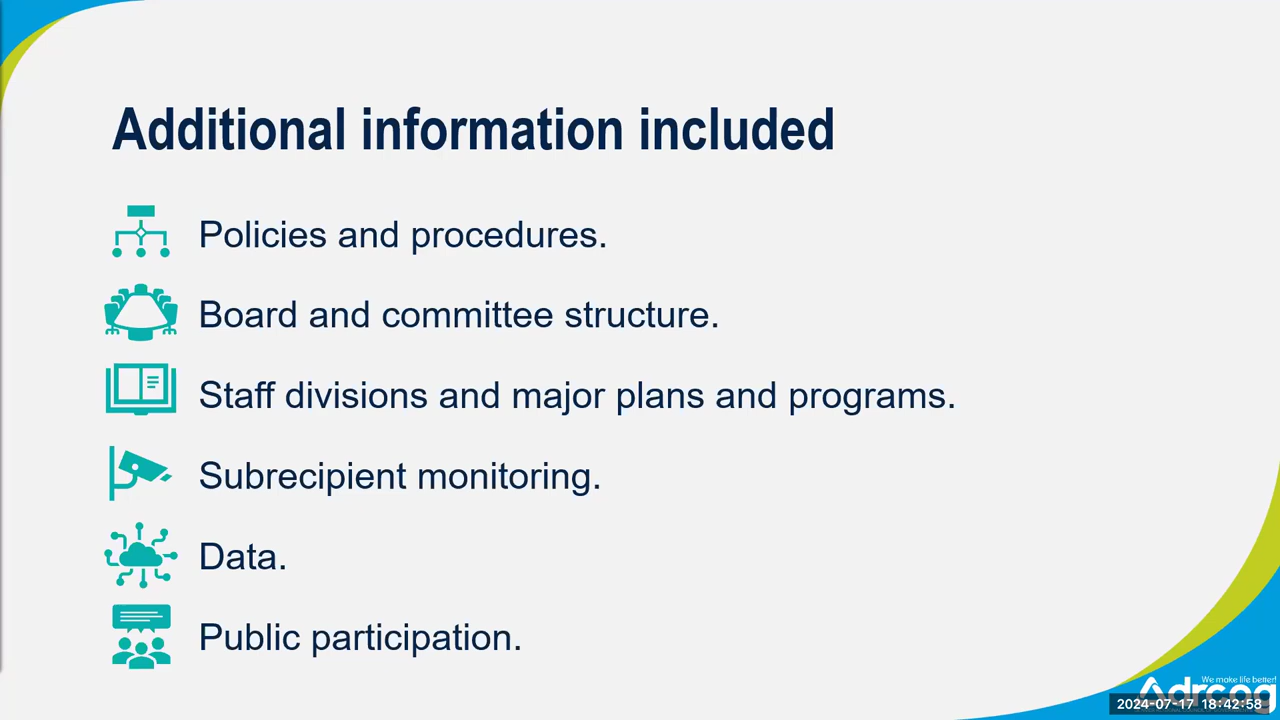 Additional information included
Policies and procedures.
Board and committee structure.
Staff divisions and major plans and programs.
Subrecipient monitoring.
Data.
Public participation.
We make life better!
drcog
2024-07-17 18:42:58